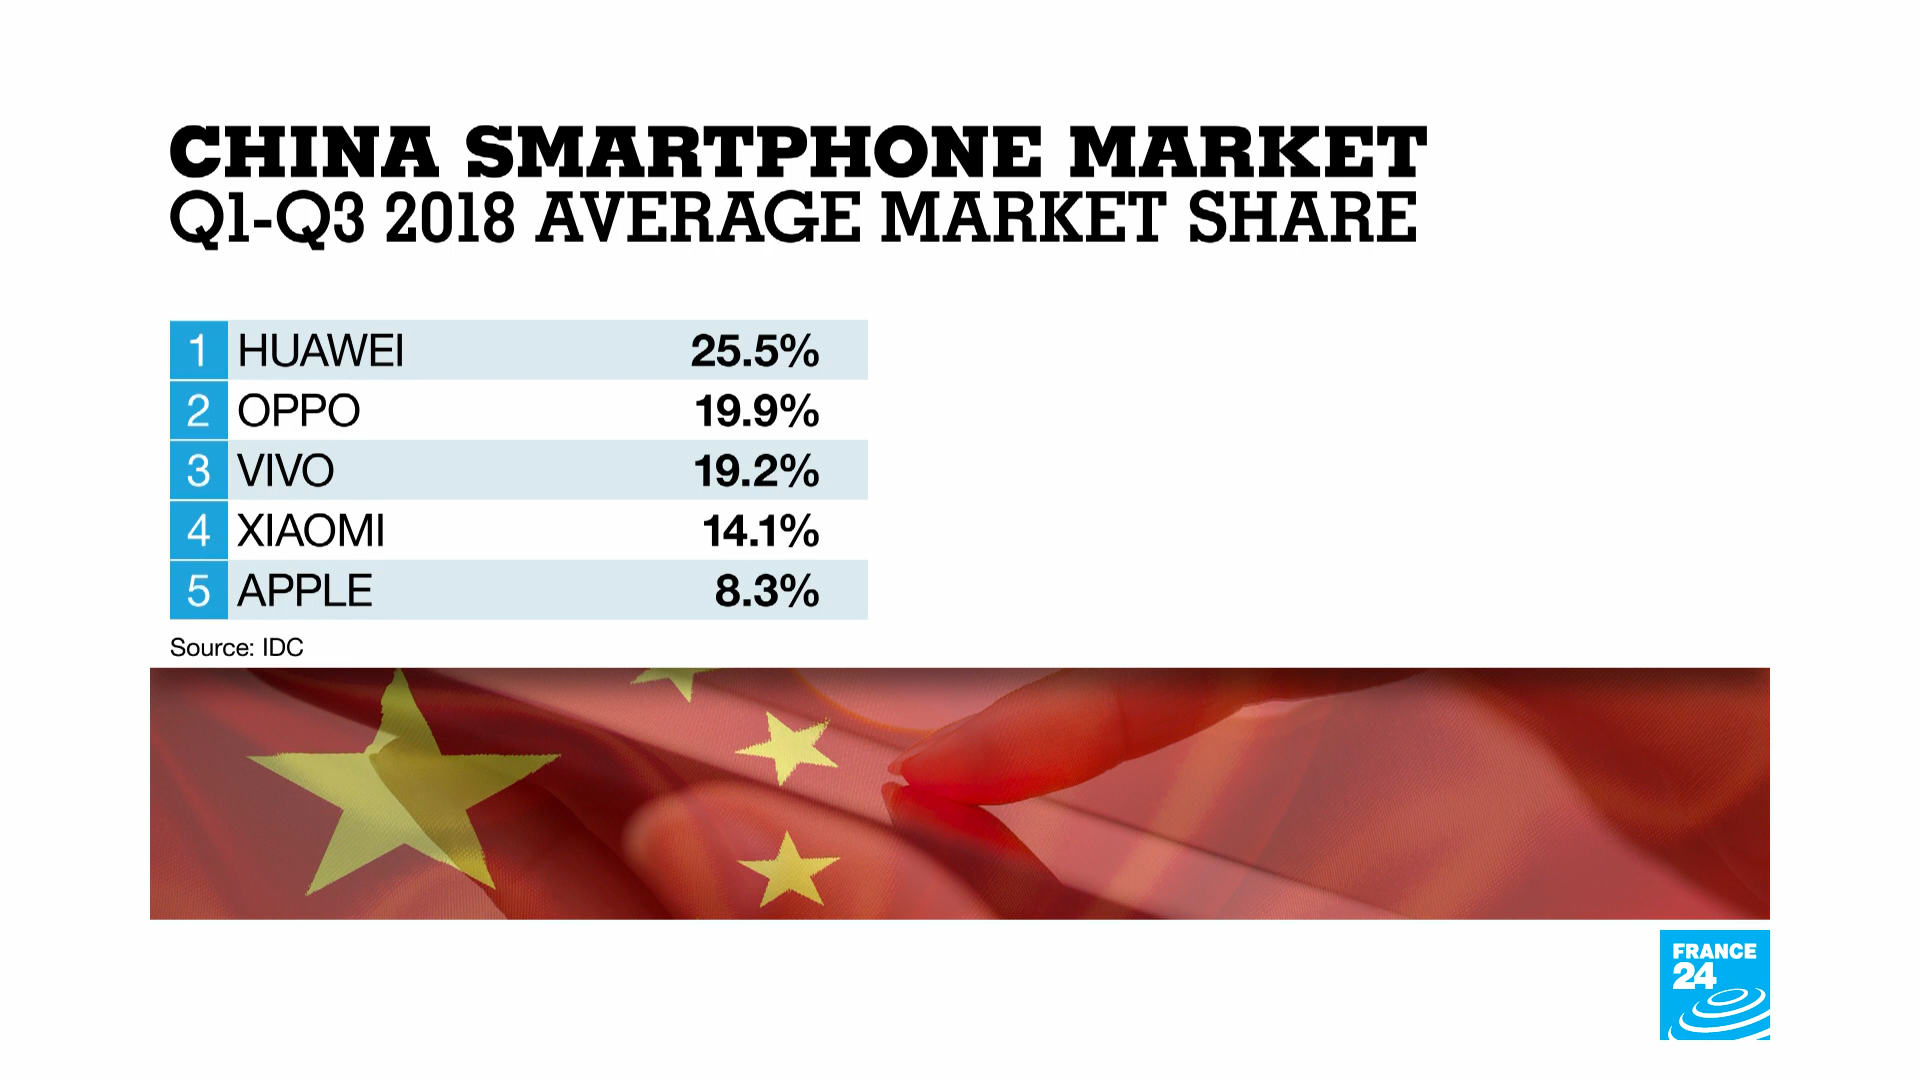 CHINA SMARTPHONE MARKET
Q1-Q3 2018 AVERAGE MARKET SHARE
1 HUAWEI 25.5%
2 OPPO 19.9%
3 VIVO 19.2%
4 XIAOMI 14.1%
5 APPLE 8.3%
Source: IDC
FRANCE
24